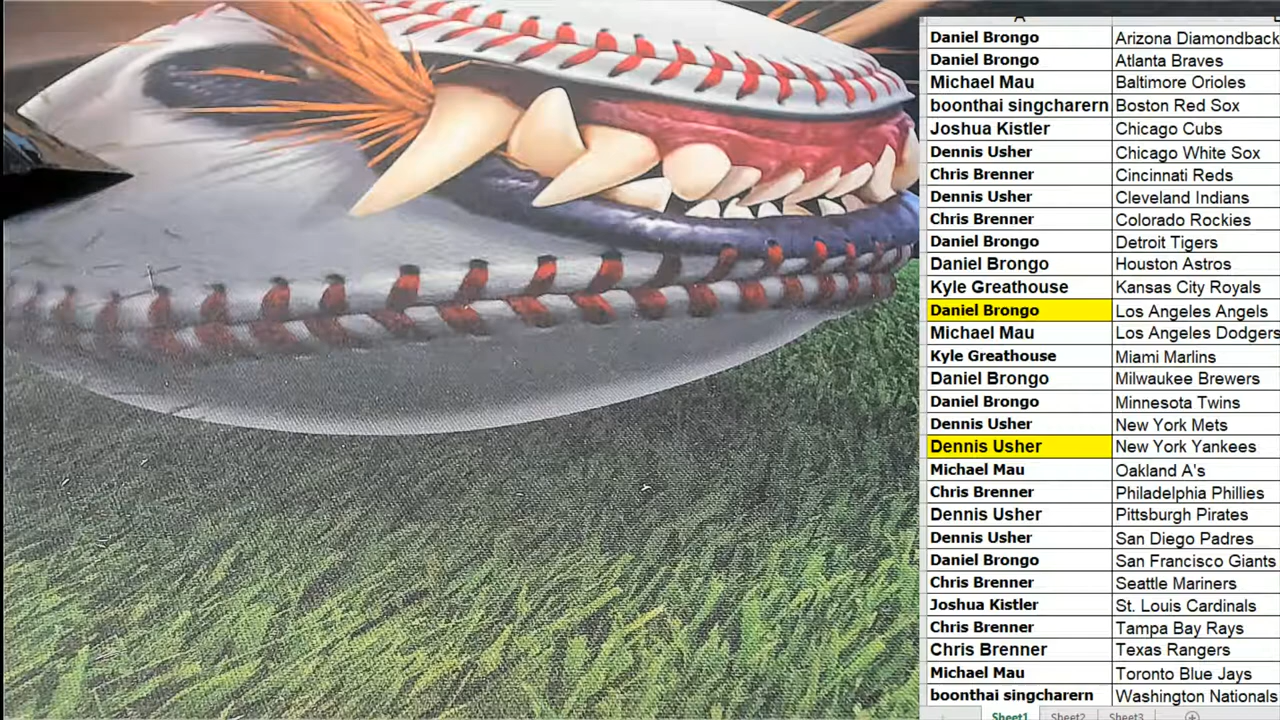 A
Daniel Brongo Arizona Diamondback
Daniel Brongo Atlanta Braves
Michael Mau Baltimore Orioles
boonthai singcharern Boston Red Sox
Joshua Kistler Chicago Cubs
Dennis Usher Chicago White Sox
Chris Brenner Cincinnati Reds
Dennis Usher Cleveland Indians
Chris Brenner Colorado Rockies
Daniel Brongo Detroit Tigers
Daniel Brongo Houston Astros
Kyle Greathouse Kansas City Royals
Daniel Brongo Los Angeles Angels
Michael Mau Los Angeles Dodgers
Kyle Greathouse Miami Marlins
Daniel Brongo Milwaukee Brewers
Daniel Brongo Minnesota Twins
Dennis Usher New York Mets
Dennis Usher New York Yankees
Michael Mau Oakland A's
Chris Brenner Philadelphia Phillies
Dennis Usher Pittsburgh Pirates
Dennis Usher San Diego Padres
Daniel Brongo San Francisco Giants
Chris Brenner Seattle Mariners
Joshua Kistler St. Louis Cardinals
Chris Brenner Tampa Bay Rays
Chris Brenner Texas Rangers
Michael Mau Toronto Blue Jays
boonthai singcharern Washington Nationals
Sheet1 Sheet2 Sheet3